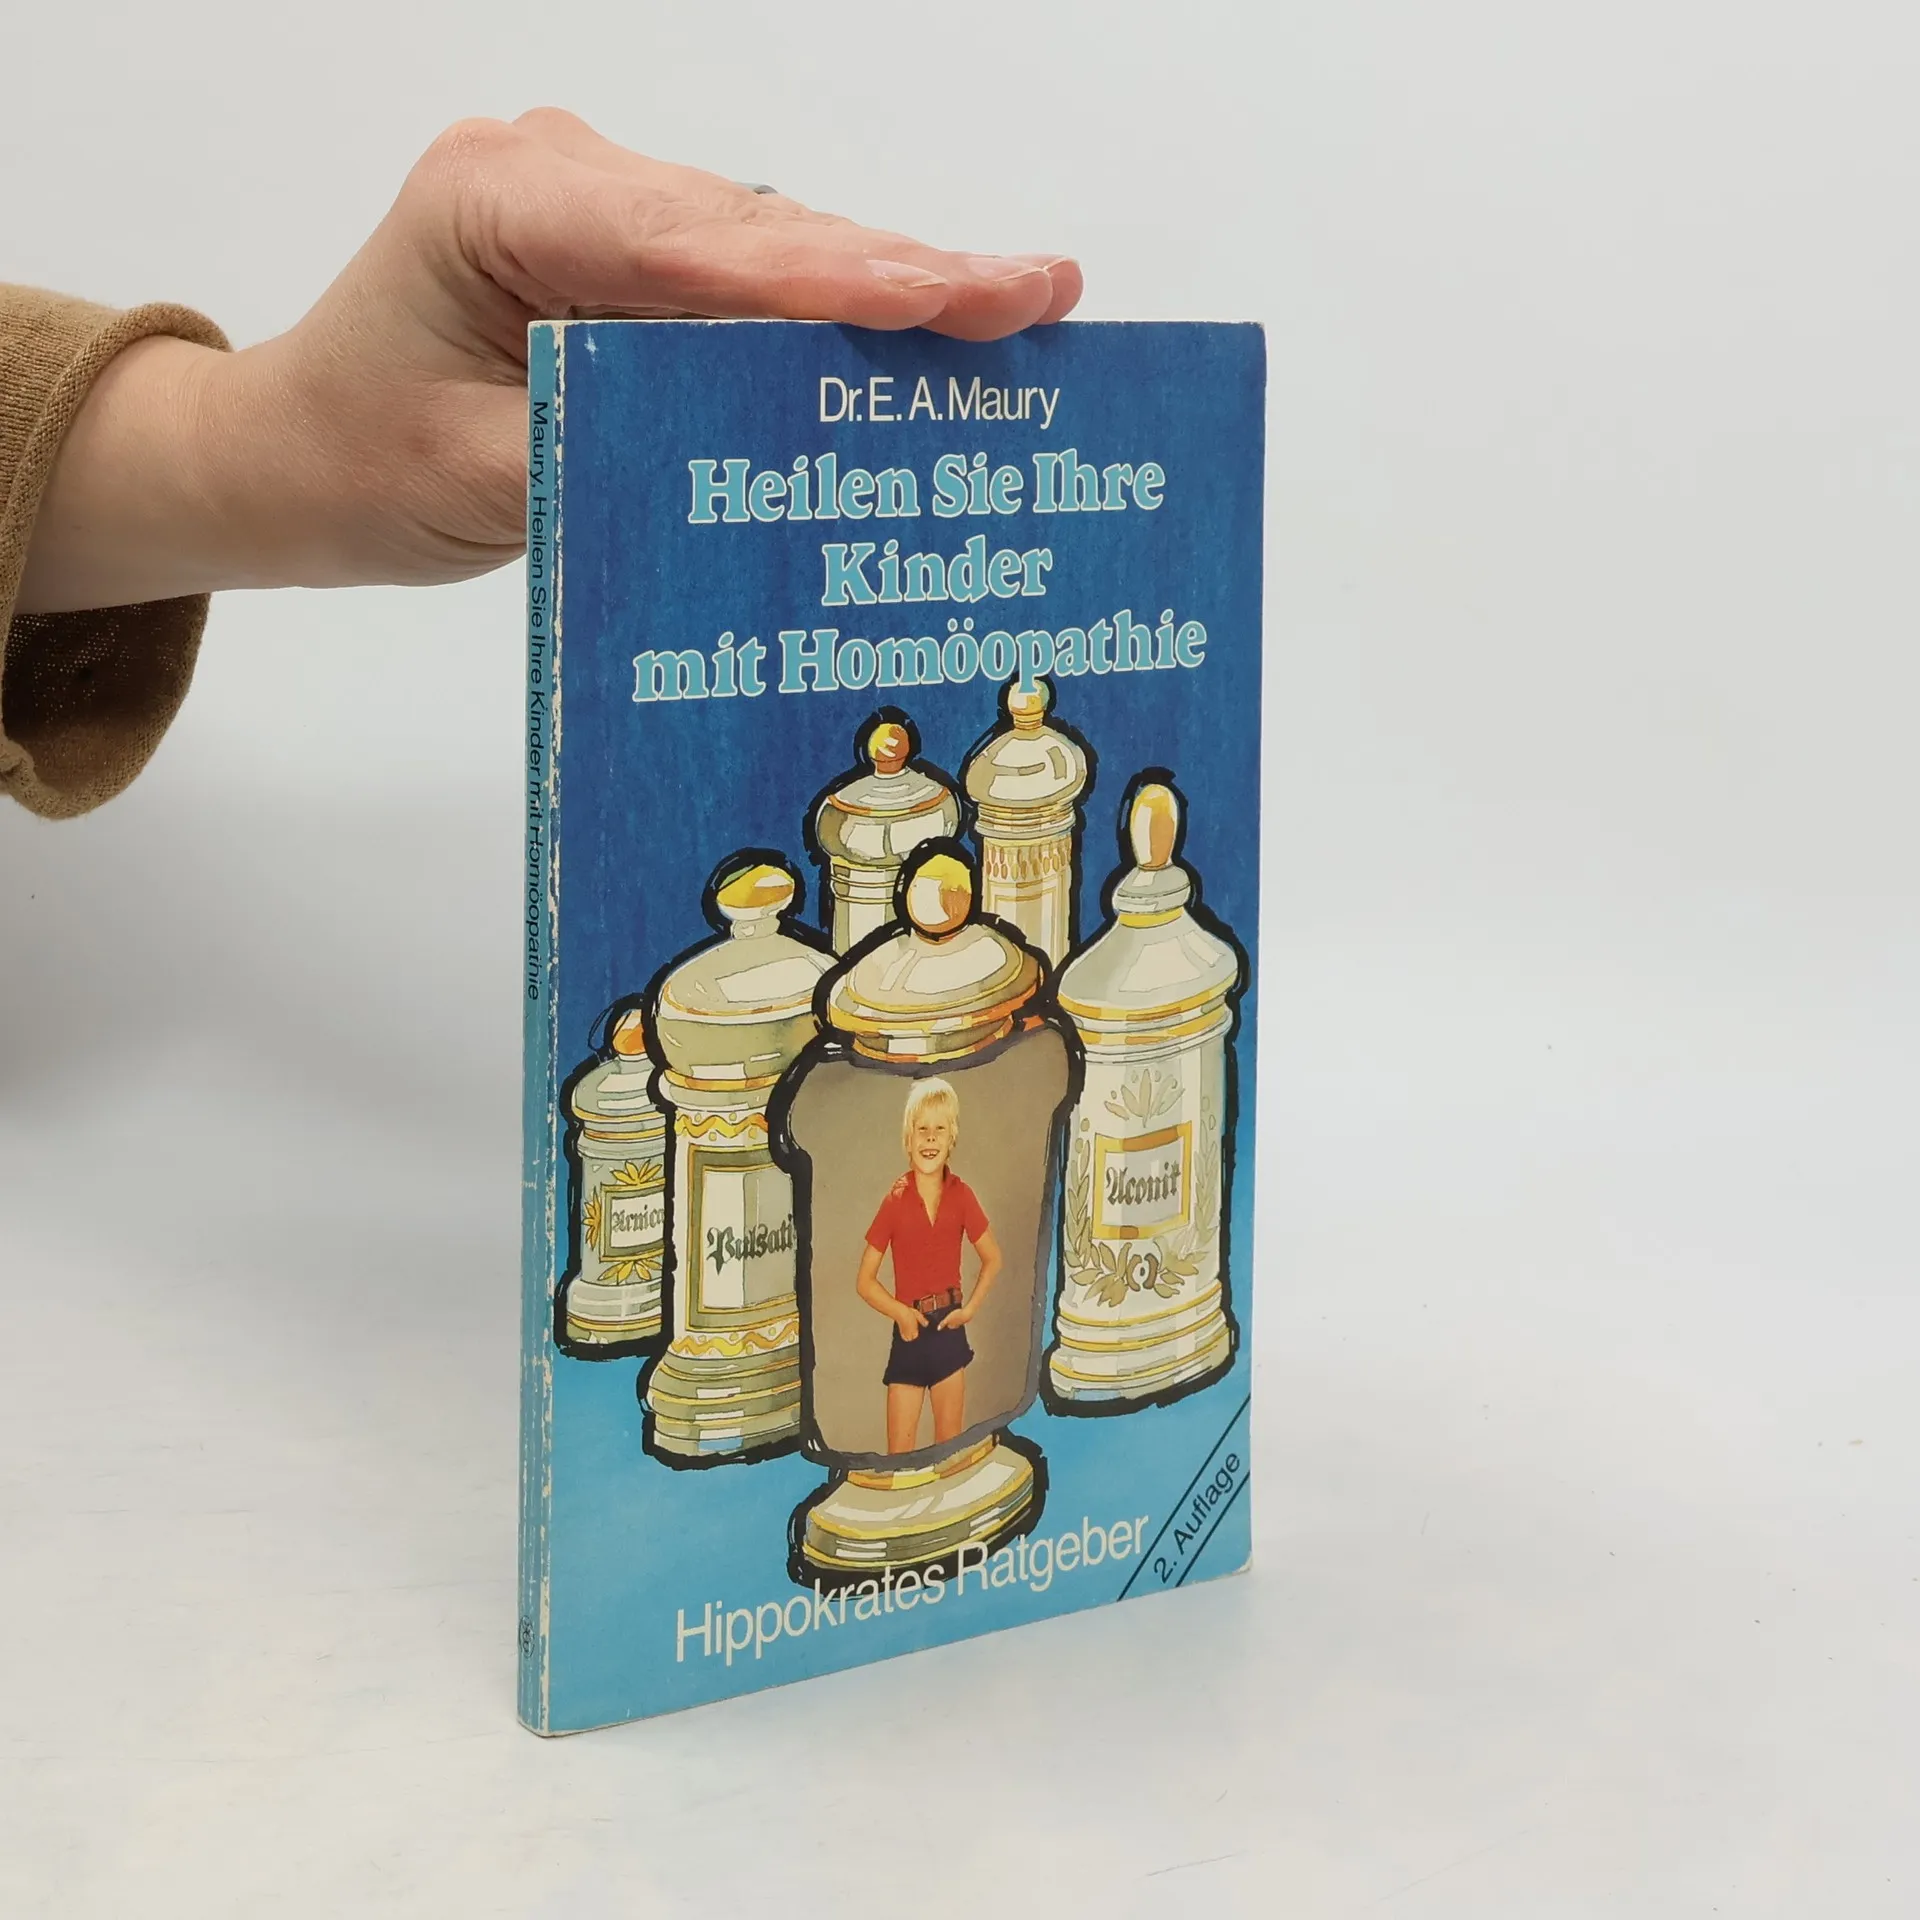 Dr. E. A. Maury
Heilen Sie Ihre
Kinder
mit Homöopathie
Arnica
Pulsati
Aconit
2. Auflage
Hippokrates Ratgeber
Maury, Heilen Sie Ihre Kinder mit Homöopathie